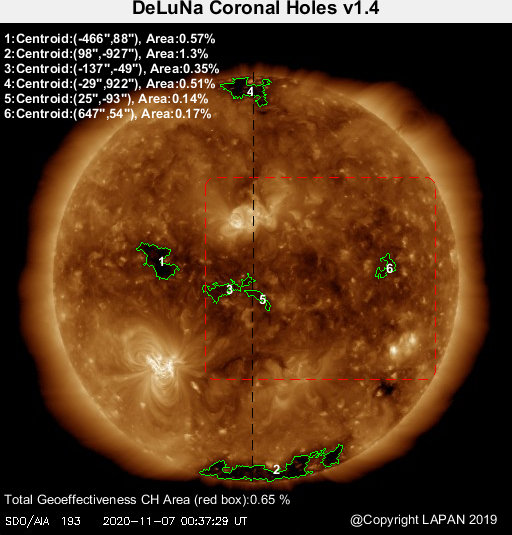 DeLuNa Coronal Holes v1.4
1:Centroid:(-466",88"), Area:0.57%
2:Centroid:(98",-927"), Area:1.3%
3:Centroid:(-137",-49"), Area:0.35%
4:Centroid:(-29",922"), Area:0.51%
5:Centroid:(25",-93"), Area:0.14%
6:Centroid:(647",54"), Area:0.17%
4
1
6
3
5
2
Total Geoeffectiveness CH Area (red box):0.65 %
SDO/AIA 193 2020-11-07 00:37:29 UT
@Copyright LAPAN 2019